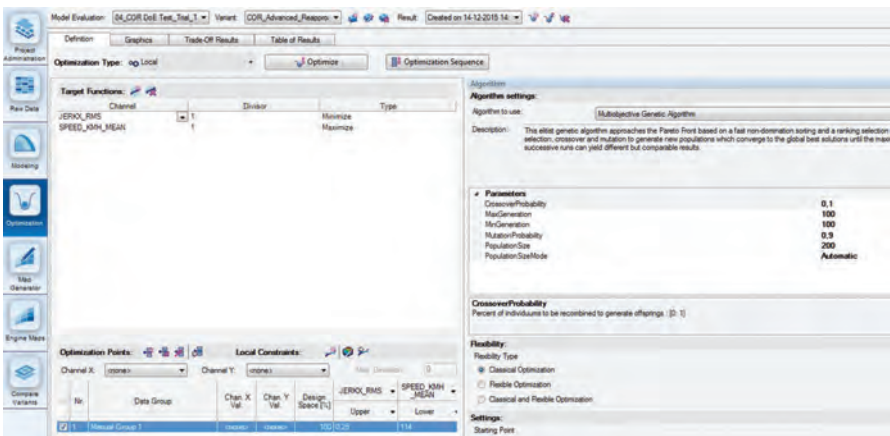 Model Evaluation: 04_COR DoE Test_Trial_1 Variant: COR_Advanced_Reappro Result: Created on 14-12-2015 14:
Definition Graphics Trade-Off Results Table of Results
Optimization Type: Local Optimize Optimization Sequence
Project Administration
Raw Data
Modeling
Optimization
Map Generator
Engine Maps
Compare Variants
Target Functions:
Channel Divisor Type
JERKX_RMS 1 Minimize
SPEED_KMH_MEAN 1 Maximize
Optimization Points: Local Constraints:
Channel X: <none> Channel Y: <none> Max. Deviation: 0
Nr. Data Group Chan. X Val. Chan. Y Val. Design Space [%] JERKX_RMS SPEED_KMH _MEAN
Upper Lower
1 Manual Group 1 <none> <none> 100 0,25 114
Algorithm
Algorithm settings:
Algorithm to use: Multiobjective Genetic Algorithm
Description: This elitist genetic algorithm approaches the Pareto Front based on a fast non-domination sorting and a ranking selection
selection, crossover and mutation to generate new populations which converge to the global best solutions until the maxi
successive runs can yield different but comparable results.
Parameters
CrossoverProbability 0,1
MaxGeneration 100
MinGeneration 100
MutationProbability 0,9
PopulationSize 200
PopulationSizeMode Automatic
CrossoverProbability
Percent of individuums to be recombined to generate offsprings : [0; 1]
Flexibility:
Flexibility Type
Classical Optimization
Flexible Optimization
Classical and Flexible Optimization
Settings:
Starting Point